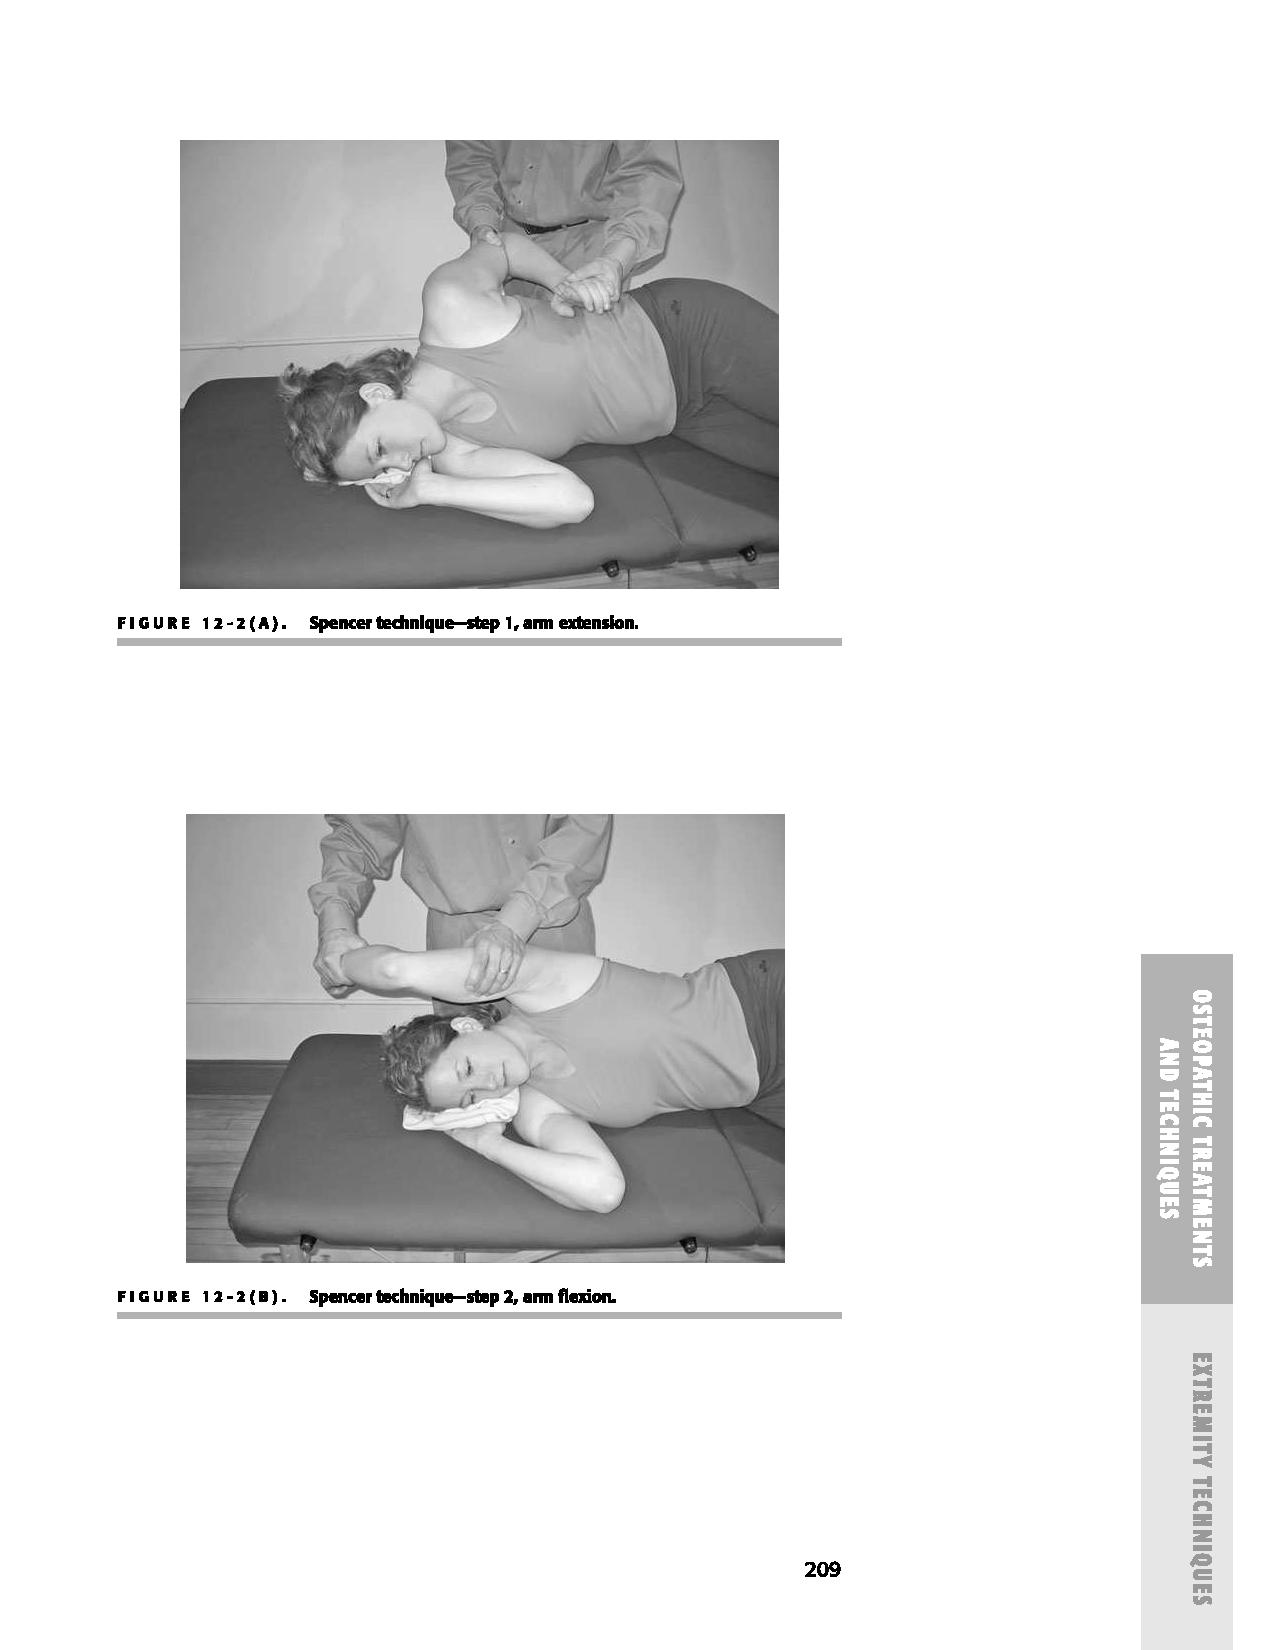 FIGURE 12-2(A). Spencer technique—step 1, arm extension.
FIGURE 12-2(B). Spencer technique—step 2, arm flexion.
OSTEOPATHIC TREATMENTS
AND TECHNIQUES
EXTREMITY TECHNIQUES
209